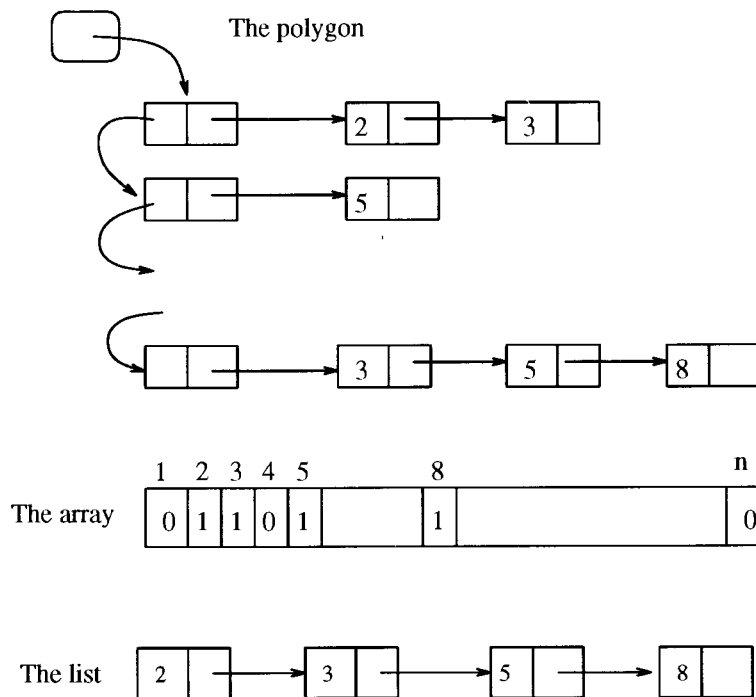 The polygon
2 3
5
3 5 8
1 2 3 4 5 8 n
The array 0 1 1 0 1 1 0
The list 2 3 5 8